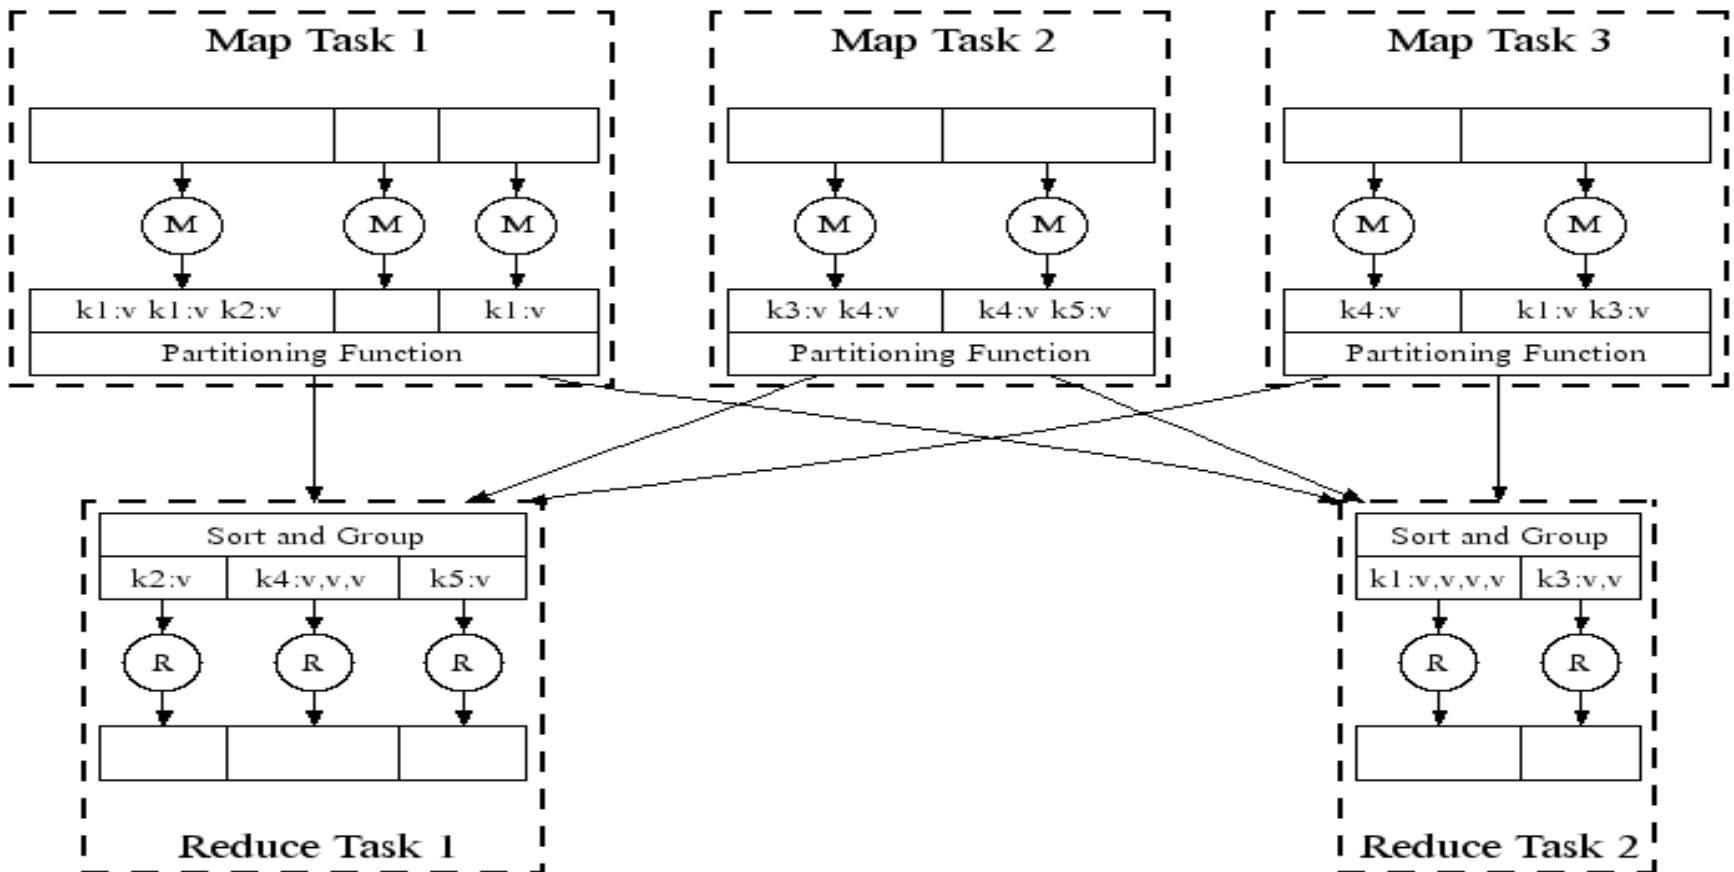 Map Task 1
Map Task 2
Map Task 3
M M M
M M
M M
k1:v k1:v k2:v k1:v
k3:v k4:v k4:v k5:v
k4:v k1:v k3:v
Partitioning Function
Partitioning Function
Partitioning Function
Sort and Group
Sort and Group
k2:v k4:v,v,v k5:v
k1:v,v,v,v k3:v,v
R R R
R R
Reduce Task 1
Reduce Task 2